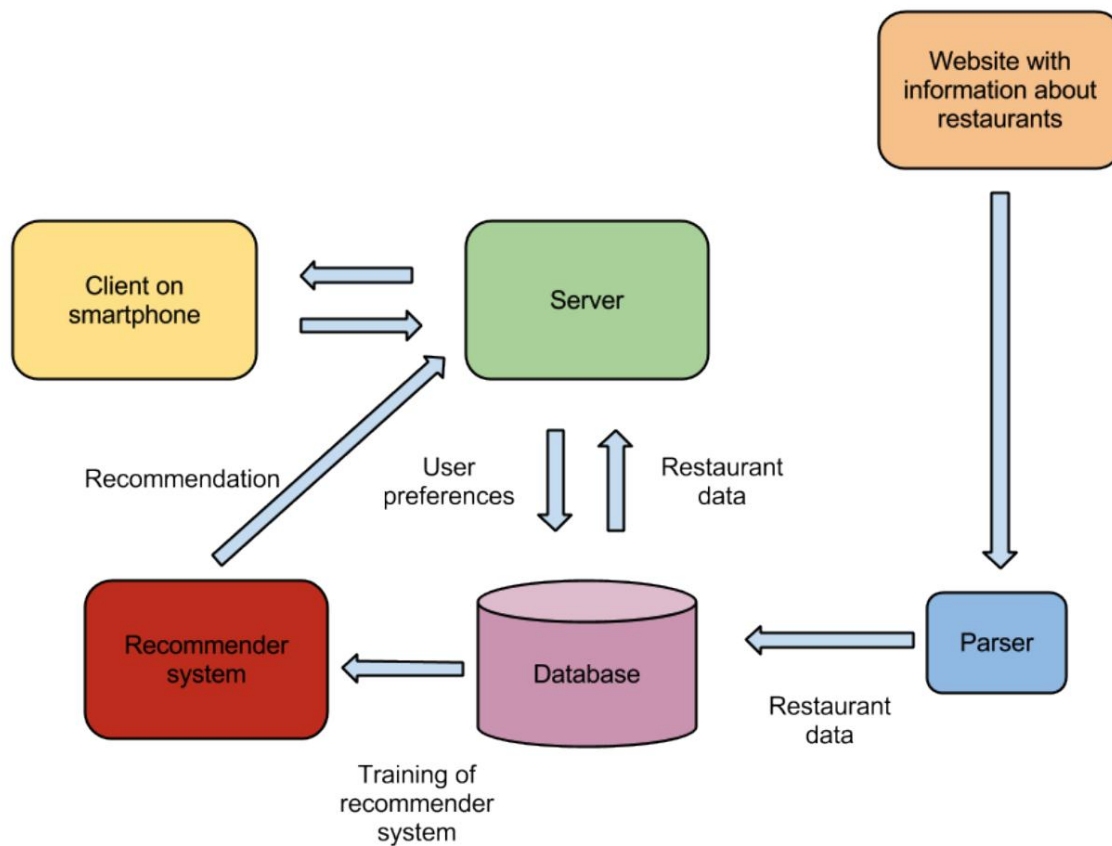 Website with
information about
restaurants
Client on
smartphone
Server
Recommendation
User
preferences
Restaurant
data
Recommender
system
Database
Parser
Restaurant
data
Training of
recommender
system